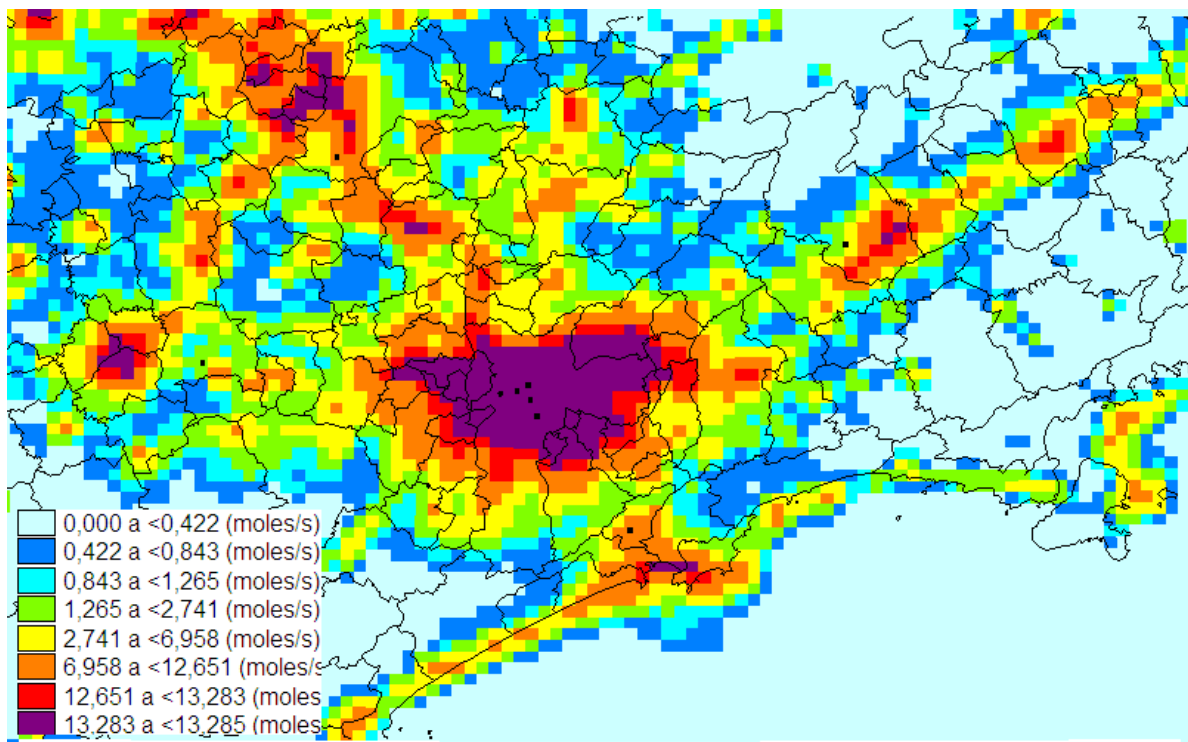 0,000 a <0,422 (moles/s)
0,422 a <0,843 (moles/s)
0,843 a <1,265 (moles/s)
1,265 a <2,741 (moles/s)
2,741 a <6,958 (moles/s)
6,958 a <12,651 (moles/s
12,651 a <13,283 (moles
13,283 a <13,285 (moles